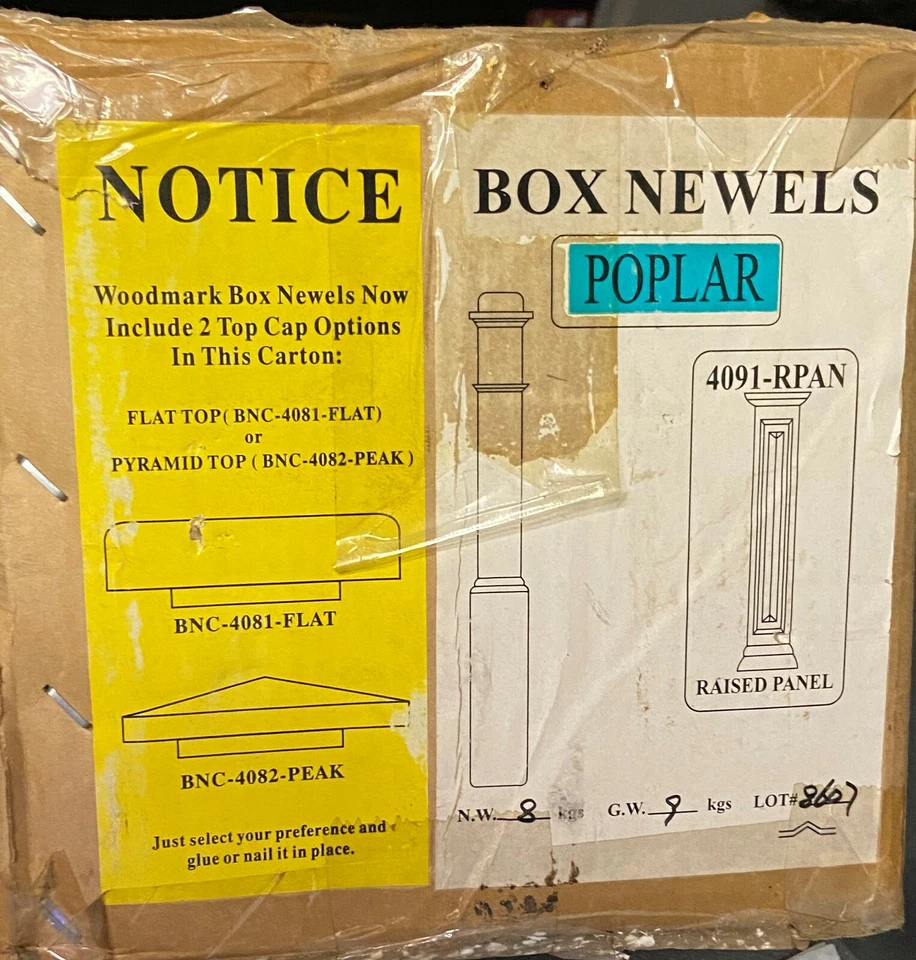 NOTICE
Woodmark Box Newels Now
Include 2 Top Cap Options
In This Carton:
FLAT TOP( BNC-4081-FLAT)
or
PYRAMID TOP ( BNC-4082-PEAK )
BNC-4081-FLAT
BNC-4082-PEAK
Just select your preference and
glue or nail it in place.
BOX NEWELS
POPLAR
4091-RPAN
RAISED PANEL
N.W. 8 kgs G.W. 9 kgs LOT# 8607